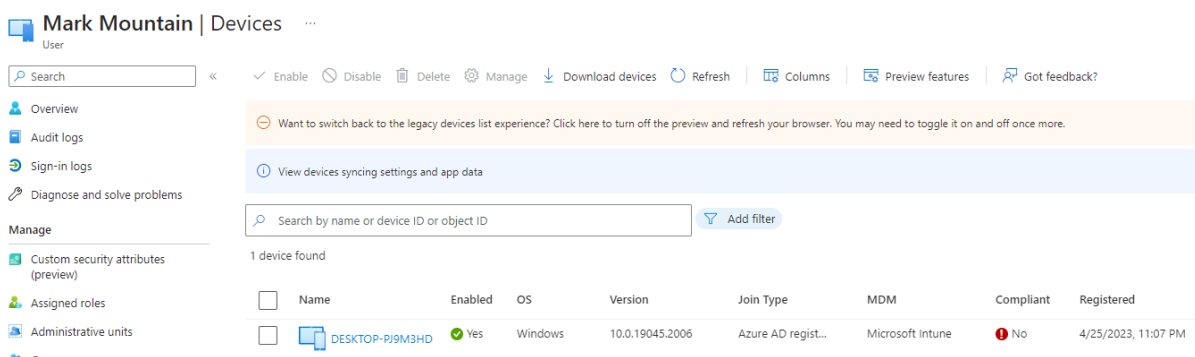 Mark Mountain | Devices ...
User
Search «
Enable Disable Delete Manage Download devices Refresh Columns Preview features Got feedback?
Overview
Audit logs
Sign-in logs
Diagnose and solve problems
Manage
Custom security attributes
(preview)
Assigned roles
Administrative units
Want to switch back to the legacy devices list experience? Click here to turn off the preview and refresh your browser. You may need to toggle it on and off once more.
View devices syncing settings and app data
Search by name or device ID or object ID Add filter
1 device found
Name Enabled OS Version Join Type MDM Compliant Registered
DESKTOP-PJ9M3HD Yes Windows 10.0.19045.2006 Azure AD regist... Microsoft Intune No 4/25/2023, 11:07 PM